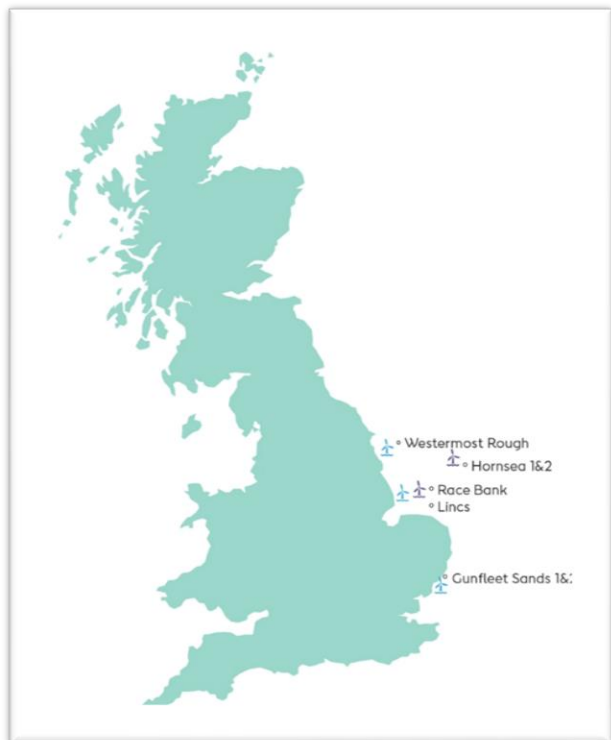 Westermost Rough
Hornsea 1&2
Race Bank
Lincs
Gunfleet Sands 1&